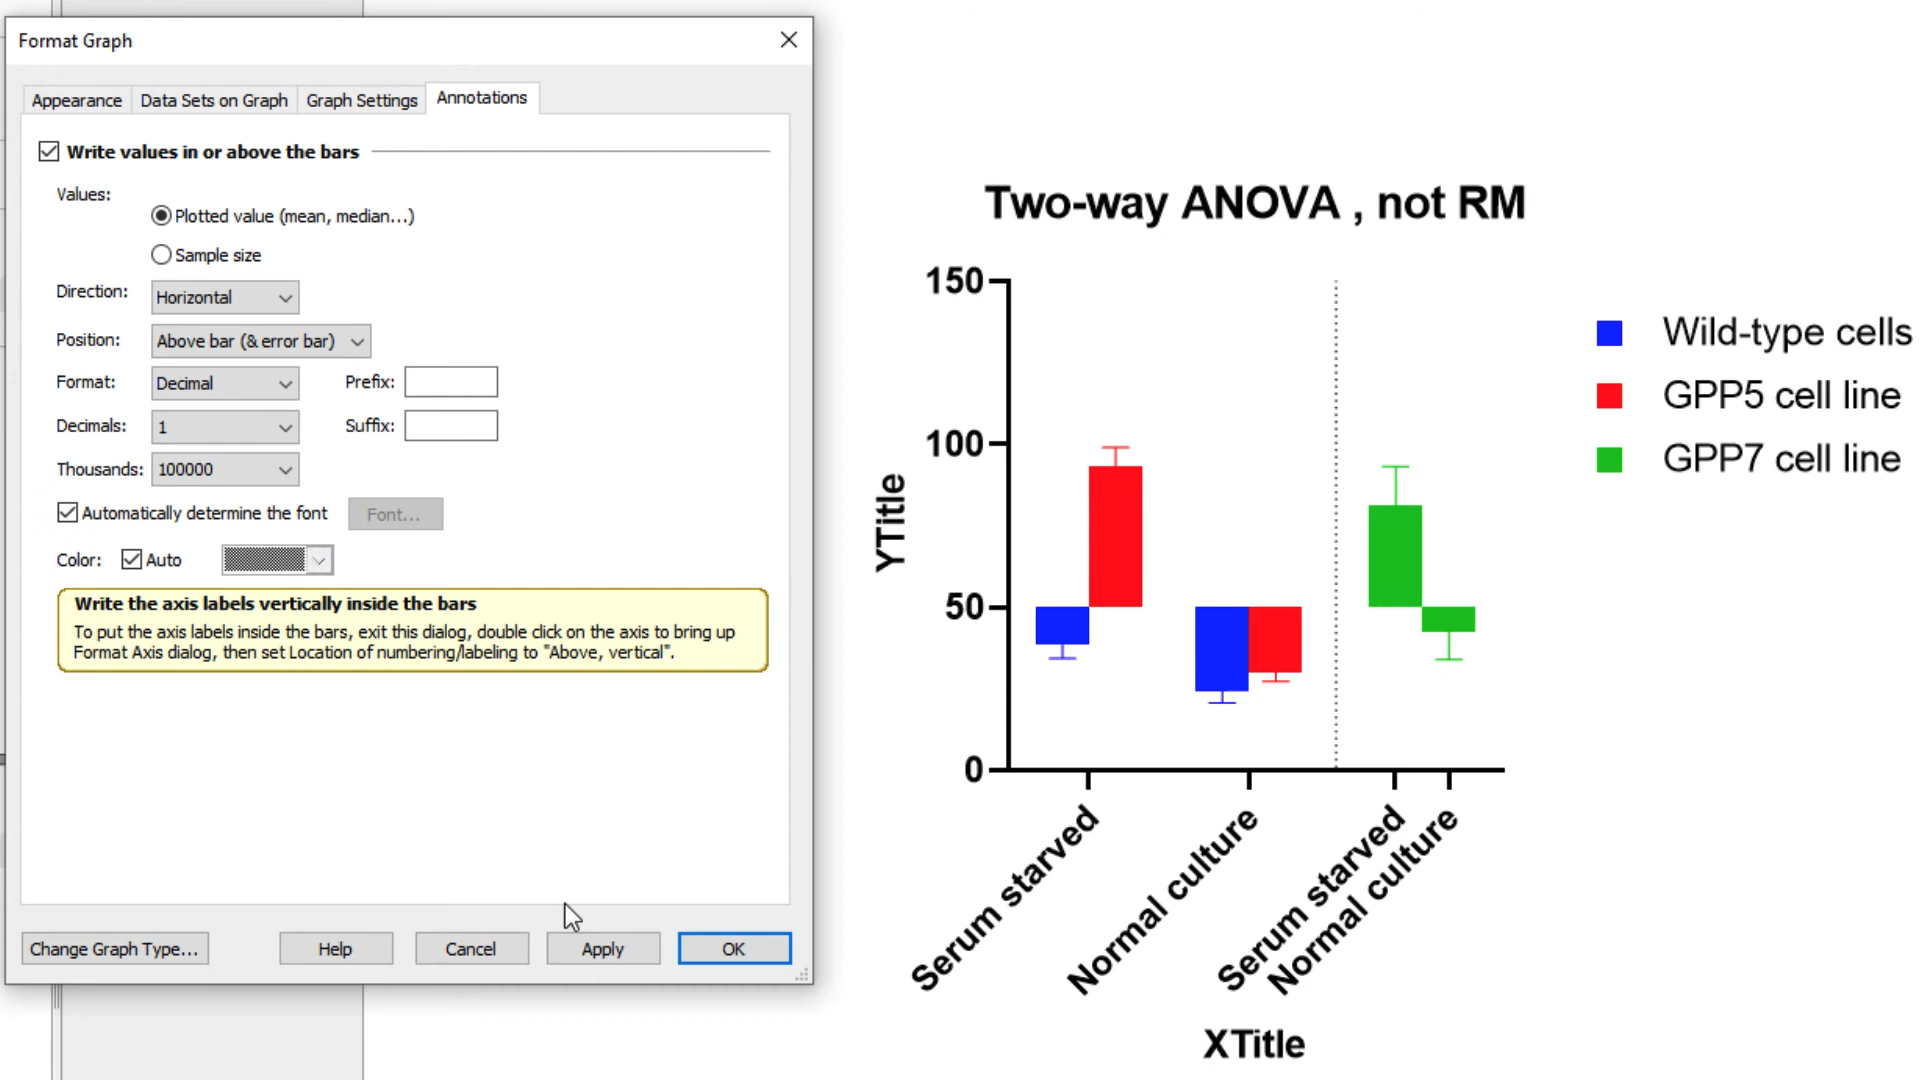 Format Graph
Appearance
Data Sets on Graph
Graph Settings
Annotations
Write values in or above the bars
Values:
Plotted value (mean, median...)
Sample size
Direction:
Horizontal
Position:
Above bar (& error bar)
Format:
Decimal
Prefix:
Decimals:
1
Suffix:
Thousands:
100000
Automatically determine the font
Font...
Color:
Auto
Write the axis labels vertically inside the bars
To put the axis labels inside the bars, exit this dialog, double click on the axis to bring up
Format Axis dialog, then set Location of numbering/labeling to "Above, vertical".
Change Graph Type...
Help
Cancel
Apply
OK
Two-way ANOVA , not RM
150
100
50
0
YTitle
Wild-type cells
GPP5 cell line
GPP7 cell line
Serum starved
Normal culture
Serum starved
Normal culture
XTitle